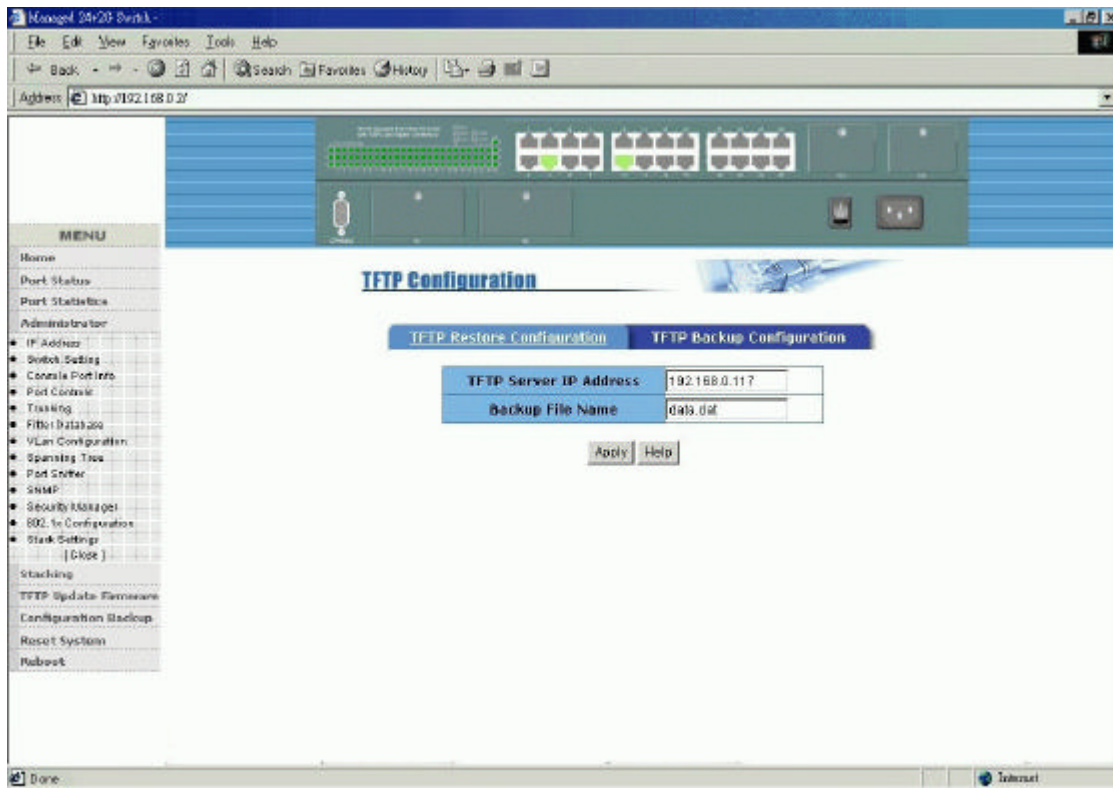 Managed 24+2G Switch -
File Edit View Favorites Tools Help
Back Search Favorites History
Address http://192.168.0.2/
MENU
Home
Port Status
Port Statistics
Administrator
IP Address
Switch Setting
Console Port Info
Port Controls
Trunking
Filter Database
VLan Configuration
Spanning Tree
Port Sniffer
SNMP
Security Manager
802.1x Configuration
Stack Settings
[ Close ]
Stacking
TFTP Update Firmware
Configuration Backup
Reset System
Reboot
TFTP Configuration
TFTP Restore Configuration TFTP Backup Configuration
TFTP Server IP Address 192.168.0.117
Backup File Name data.dat
Apply Help
Done Internet